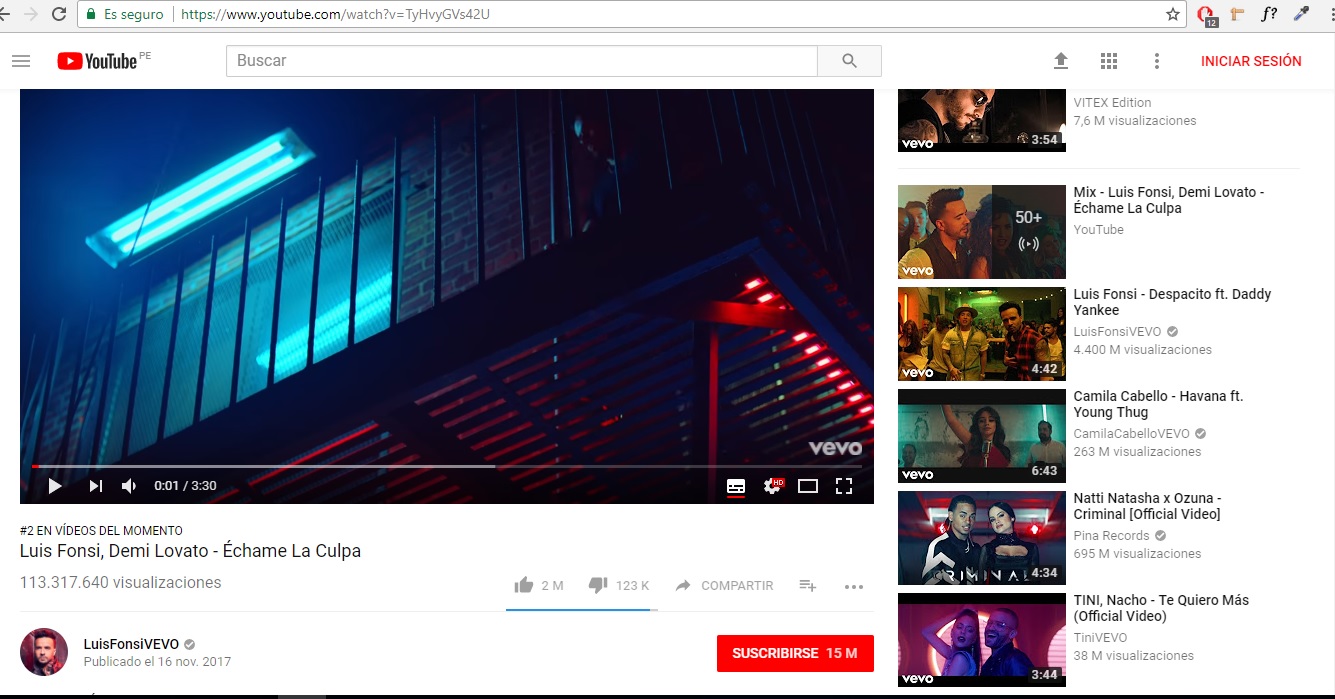 Es seguro
https://www.youtube.com/watch?v=TyHvyGVs42U
12
f?
YouTube PE
Buscar
INICIAR SESIÓN
vevo
0:01 / 3:30
HD
#2 EN VÍDEOS DEL MOMENTO
Luis Fonsi, Demi Lovato - Échame La Culpa
113.317.640 visualizaciones
2 M
123 K
COMPARTIR
LuisFonsiVEVO
Publicado el 16 nov. 2017
SUSCRIBIRSE 15 M
vevo
3:54
VITEX Edition
7,6 M visualizaciones
50+
vevo
Mix - Luis Fonsi, Demi Lovato -
Échame La Culpa
YouTube
vevo
4:42
Luis Fonsi - Despacito ft. Daddy
Yankee
LuisFonsiVEVO
4.400 M visualizaciones
vevo
6:43
Camila Cabello - Havana ft.
Young Thug
CamilaCabelloVEVO
263 M visualizaciones
CRIMINAL
4:34
Natti Natasha x Ozuna -
Criminal [Official Video]
Pina Records
695 M visualizaciones
vevo
3:44
TINI, Nacho - Te Quiero Más
(Official Video)
TiniVEVO
38 M visualizaciones